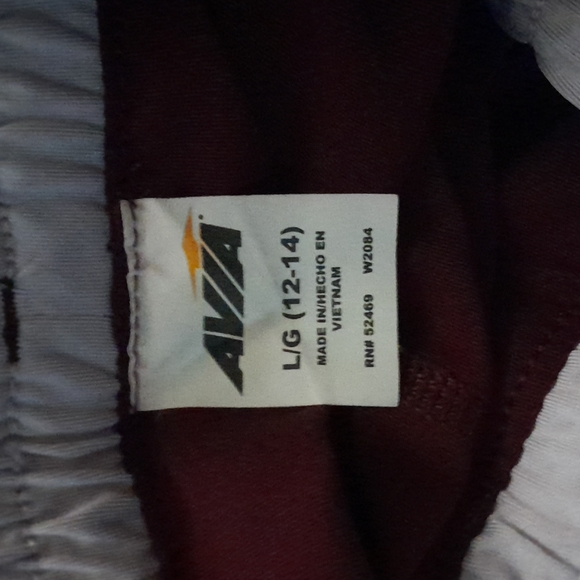 AVIA
L/G (12-14)
MADE IN/HECHO EN
VIETNAM
RN# 52469 W2084